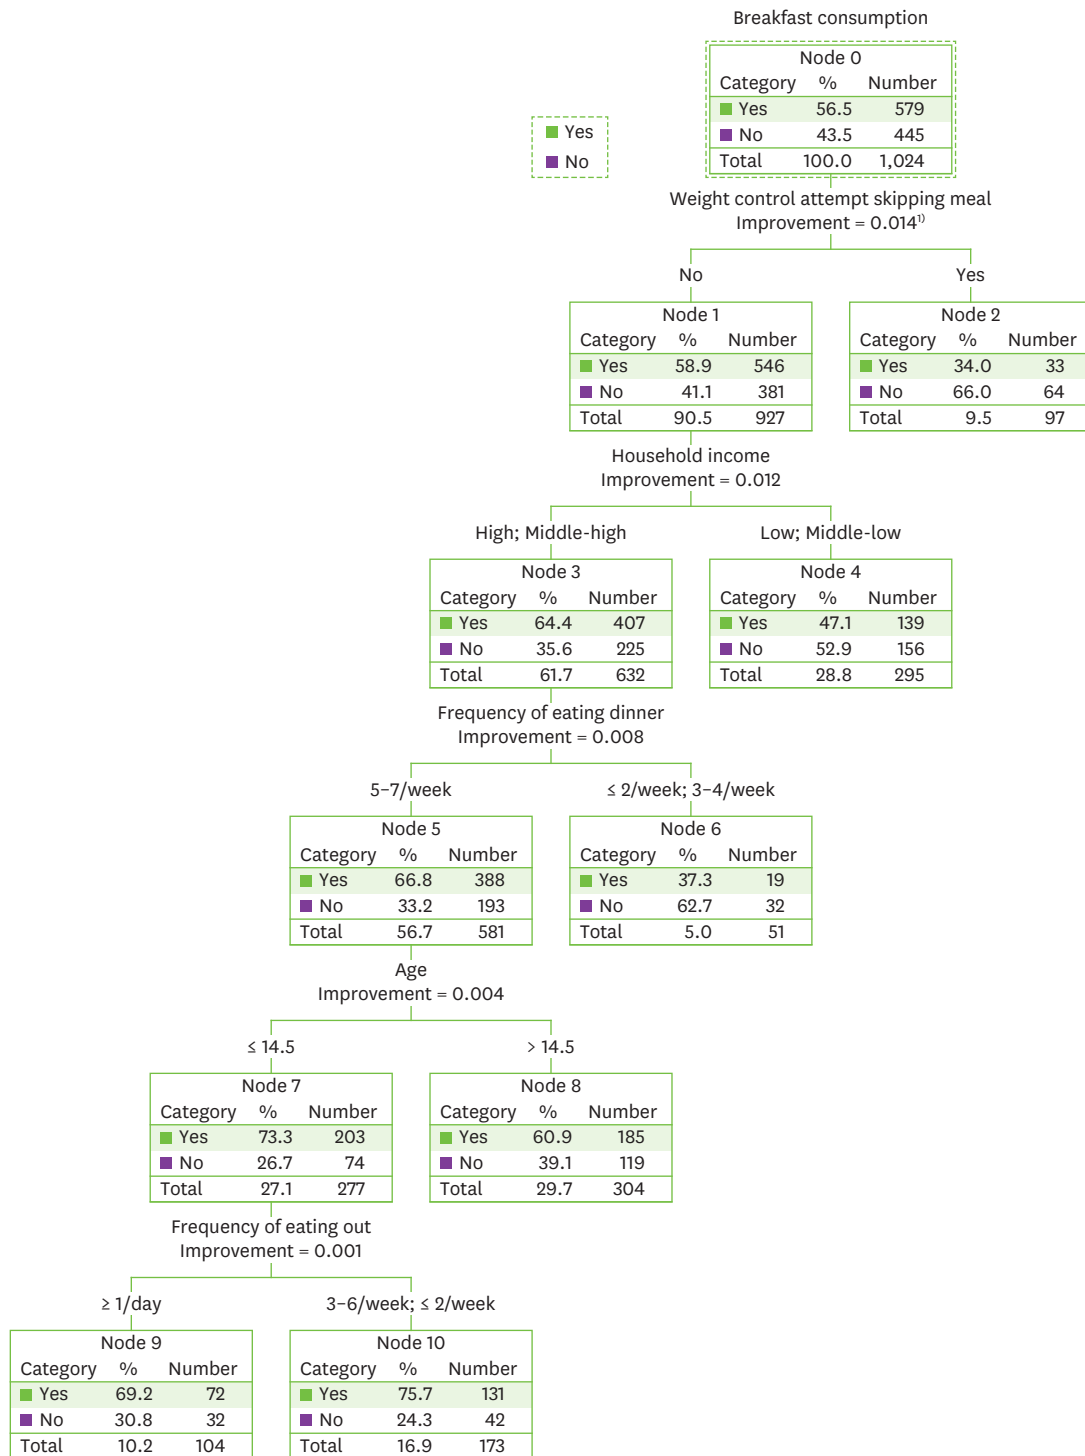 Breakfast consumption
Node 0
Category % Number
Yes 56.5 579
No 43.5 445
Total 100.0 1,024
Yes
No
Weight control attempt skipping meal
Improvement = 0.014¹⁾
No
Yes
Node 1
Category % Number
Yes 58.9 546
No 41.1 381
Total 90.5 927
Node 2
Category % Number
Yes 34.0 33
No 66.0 64
Total 9.5 97
Household income
Improvement = 0.012
High; Middle-high
Low; Middle-low
Node 3
Category % Number
Yes 64.4 407
No 35.6 225
Total 61.7 632
Node 4
Category % Number
Yes 47.1 139
No 52.9 156
Total 28.8 295
Frequency of eating dinner
Improvement = 0.008
5–7/week
≤ 2/week; 3–4/week
Node 5
Category % Number
Yes 66.8 388
No 33.2 193
Total 56.7 581
Node 6
Category % Number
Yes 37.3 19
No 62.7 32
Total 5.0 51
Age
Improvement = 0.004
≤ 14.5
> 14.5
Node 7
Category % Number
Yes 73.3 203
No 26.7 74
Total 27.1 277
Node 8
Category % Number
Yes 60.9 185
No 39.1 119
Total 29.7 304
Frequency of eating out
Improvement = 0.001
≥ 1/day
3–6/week; ≤ 2/week
Node 9
Category % Number
Yes 69.2 72
No 30.8 32
Total 10.2 104
Node 10
Category % Number
Yes 75.7 131
No 24.3 42
Total 16.9 173